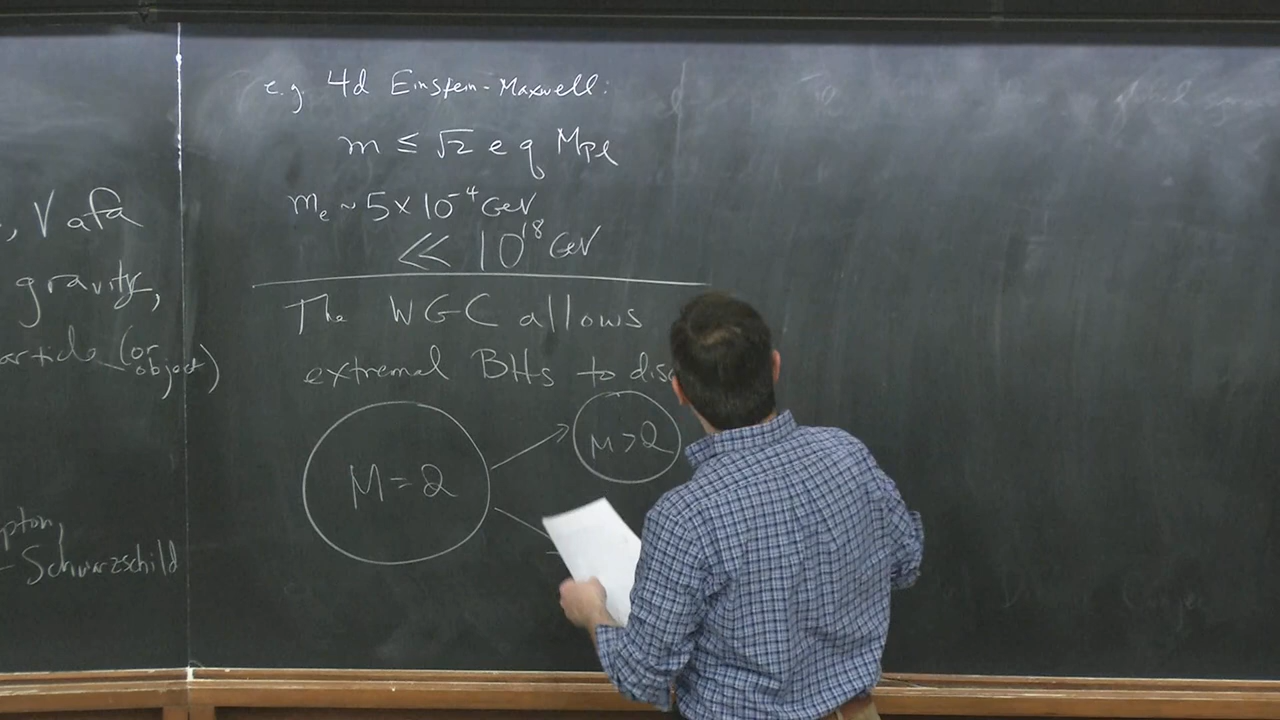 , Vafa
gravity,
article (or object)
pton,
- Schwarzschild
e.g. 4d Einstein-Maxwell:
m ≤ √2 e q Mpl
me ~ 5 × 10⁻⁴ GeV
≪ 10¹⁸ GeV
The WGC allows
extremal BHs to disc
M = Q
M > Q